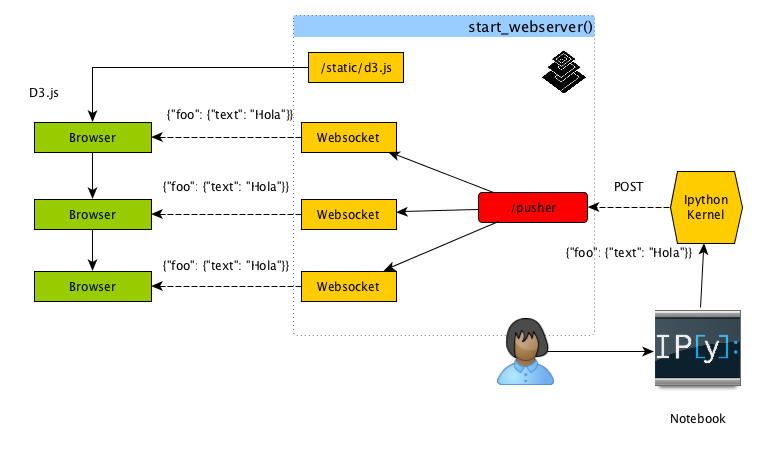 start_webserver()
/static/d3.js
D3.js
{"foo": {"text": "Hola"}}
Browser
Websocket
{"foo": {"text": "Hola"}}
POST
Browser
Websocket
/pusher
Ipython
Kernel
{"foo": {"text": "Hola"}}
{"foo": {"text": "Hola"}}
Browser
Websocket
IP[y]:
Notebook